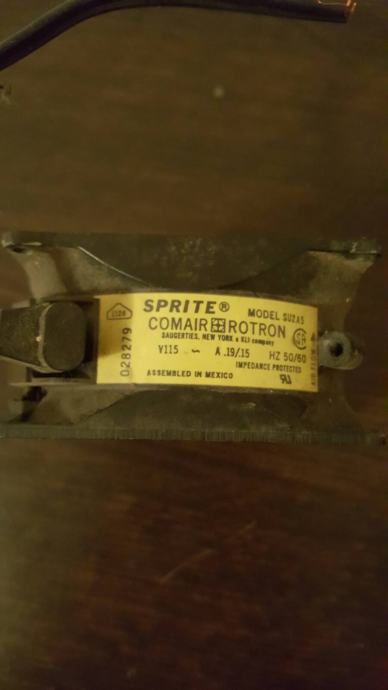 SPRITE® MODEL SU2A5
COMAIR ROTRON
SAUGERTIES, NEW YORK a KLI company
V115 ~ A .19/.15 HZ 50/60
IMPEDANCE PROTECTED
ASSEMBLED IN MEXICO
028279